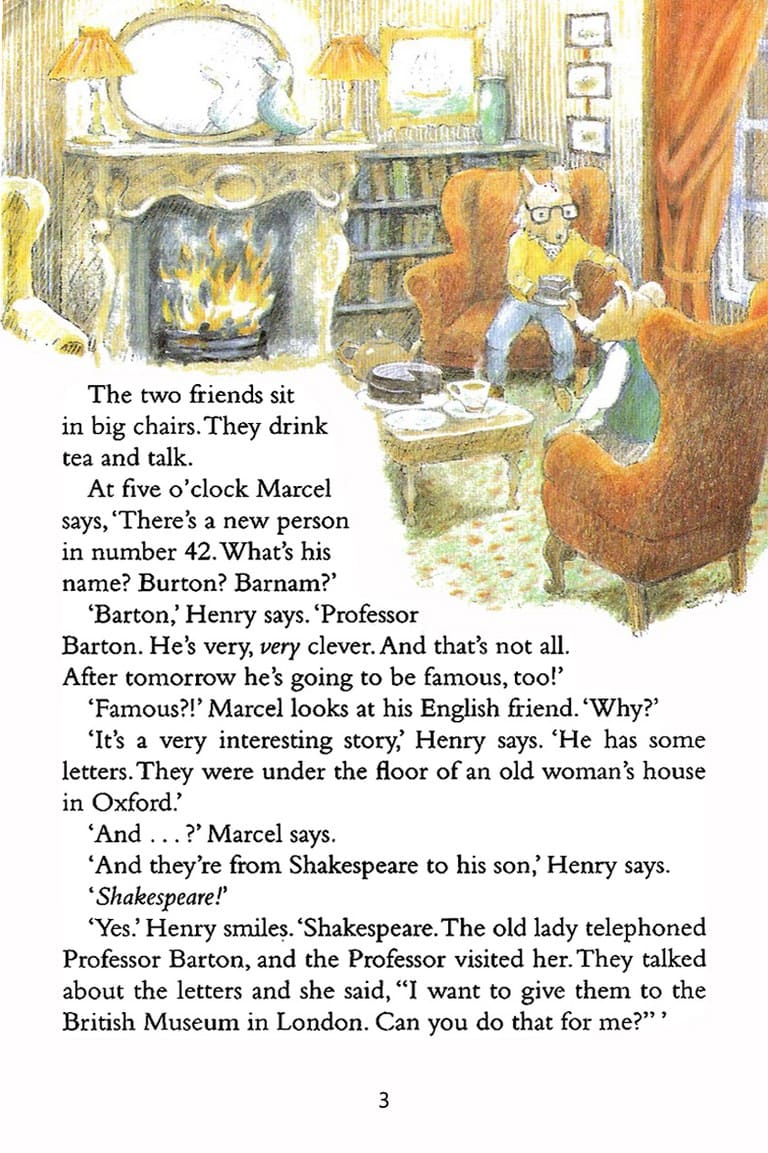 The two friends sit
in big chairs. They drink
tea and talk.
At five o’clock Marcel
says, ‘There’s a new person
in number 42. What’s his
name? Burton? Barnam?’
‘Barton,’ Henry says. ‘Professor
Barton. He’s very, very clever. And that’s not all.
After tomorrow he’s going to be famous, too!’
‘Famous?!’ Marcel looks at his English friend. ‘Why?’
‘It’s a very interesting story,’ Henry says. ‘He has some
letters. They were under the floor of an old woman’s house
in Oxford.’
‘And . . . ?’ Marcel says.
‘And they’re from Shakespeare to his son,’ Henry says.
‘Shakespeare!’
‘Yes.’ Henry smiles. ‘Shakespeare. The old lady telephoned
Professor Barton, and the Professor visited her. They talked
about the letters and she said, “I want to give them to the
British Museum in London. Can you do that for me?” ’
3